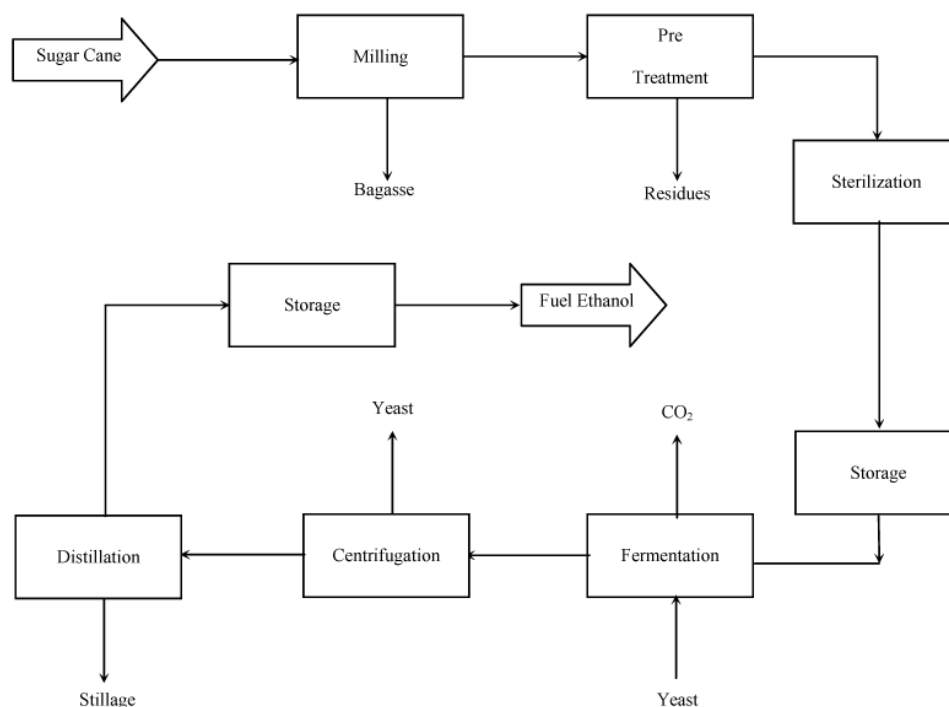 Sugar Cane
Milling
Pre
Treatment
Bagasse
Residues
Sterilization
Storage
Fuel Ethanol
Yeast
CO₂
Storage
Distillation
Centrifugation
Fermentation
Stillage
Yeast